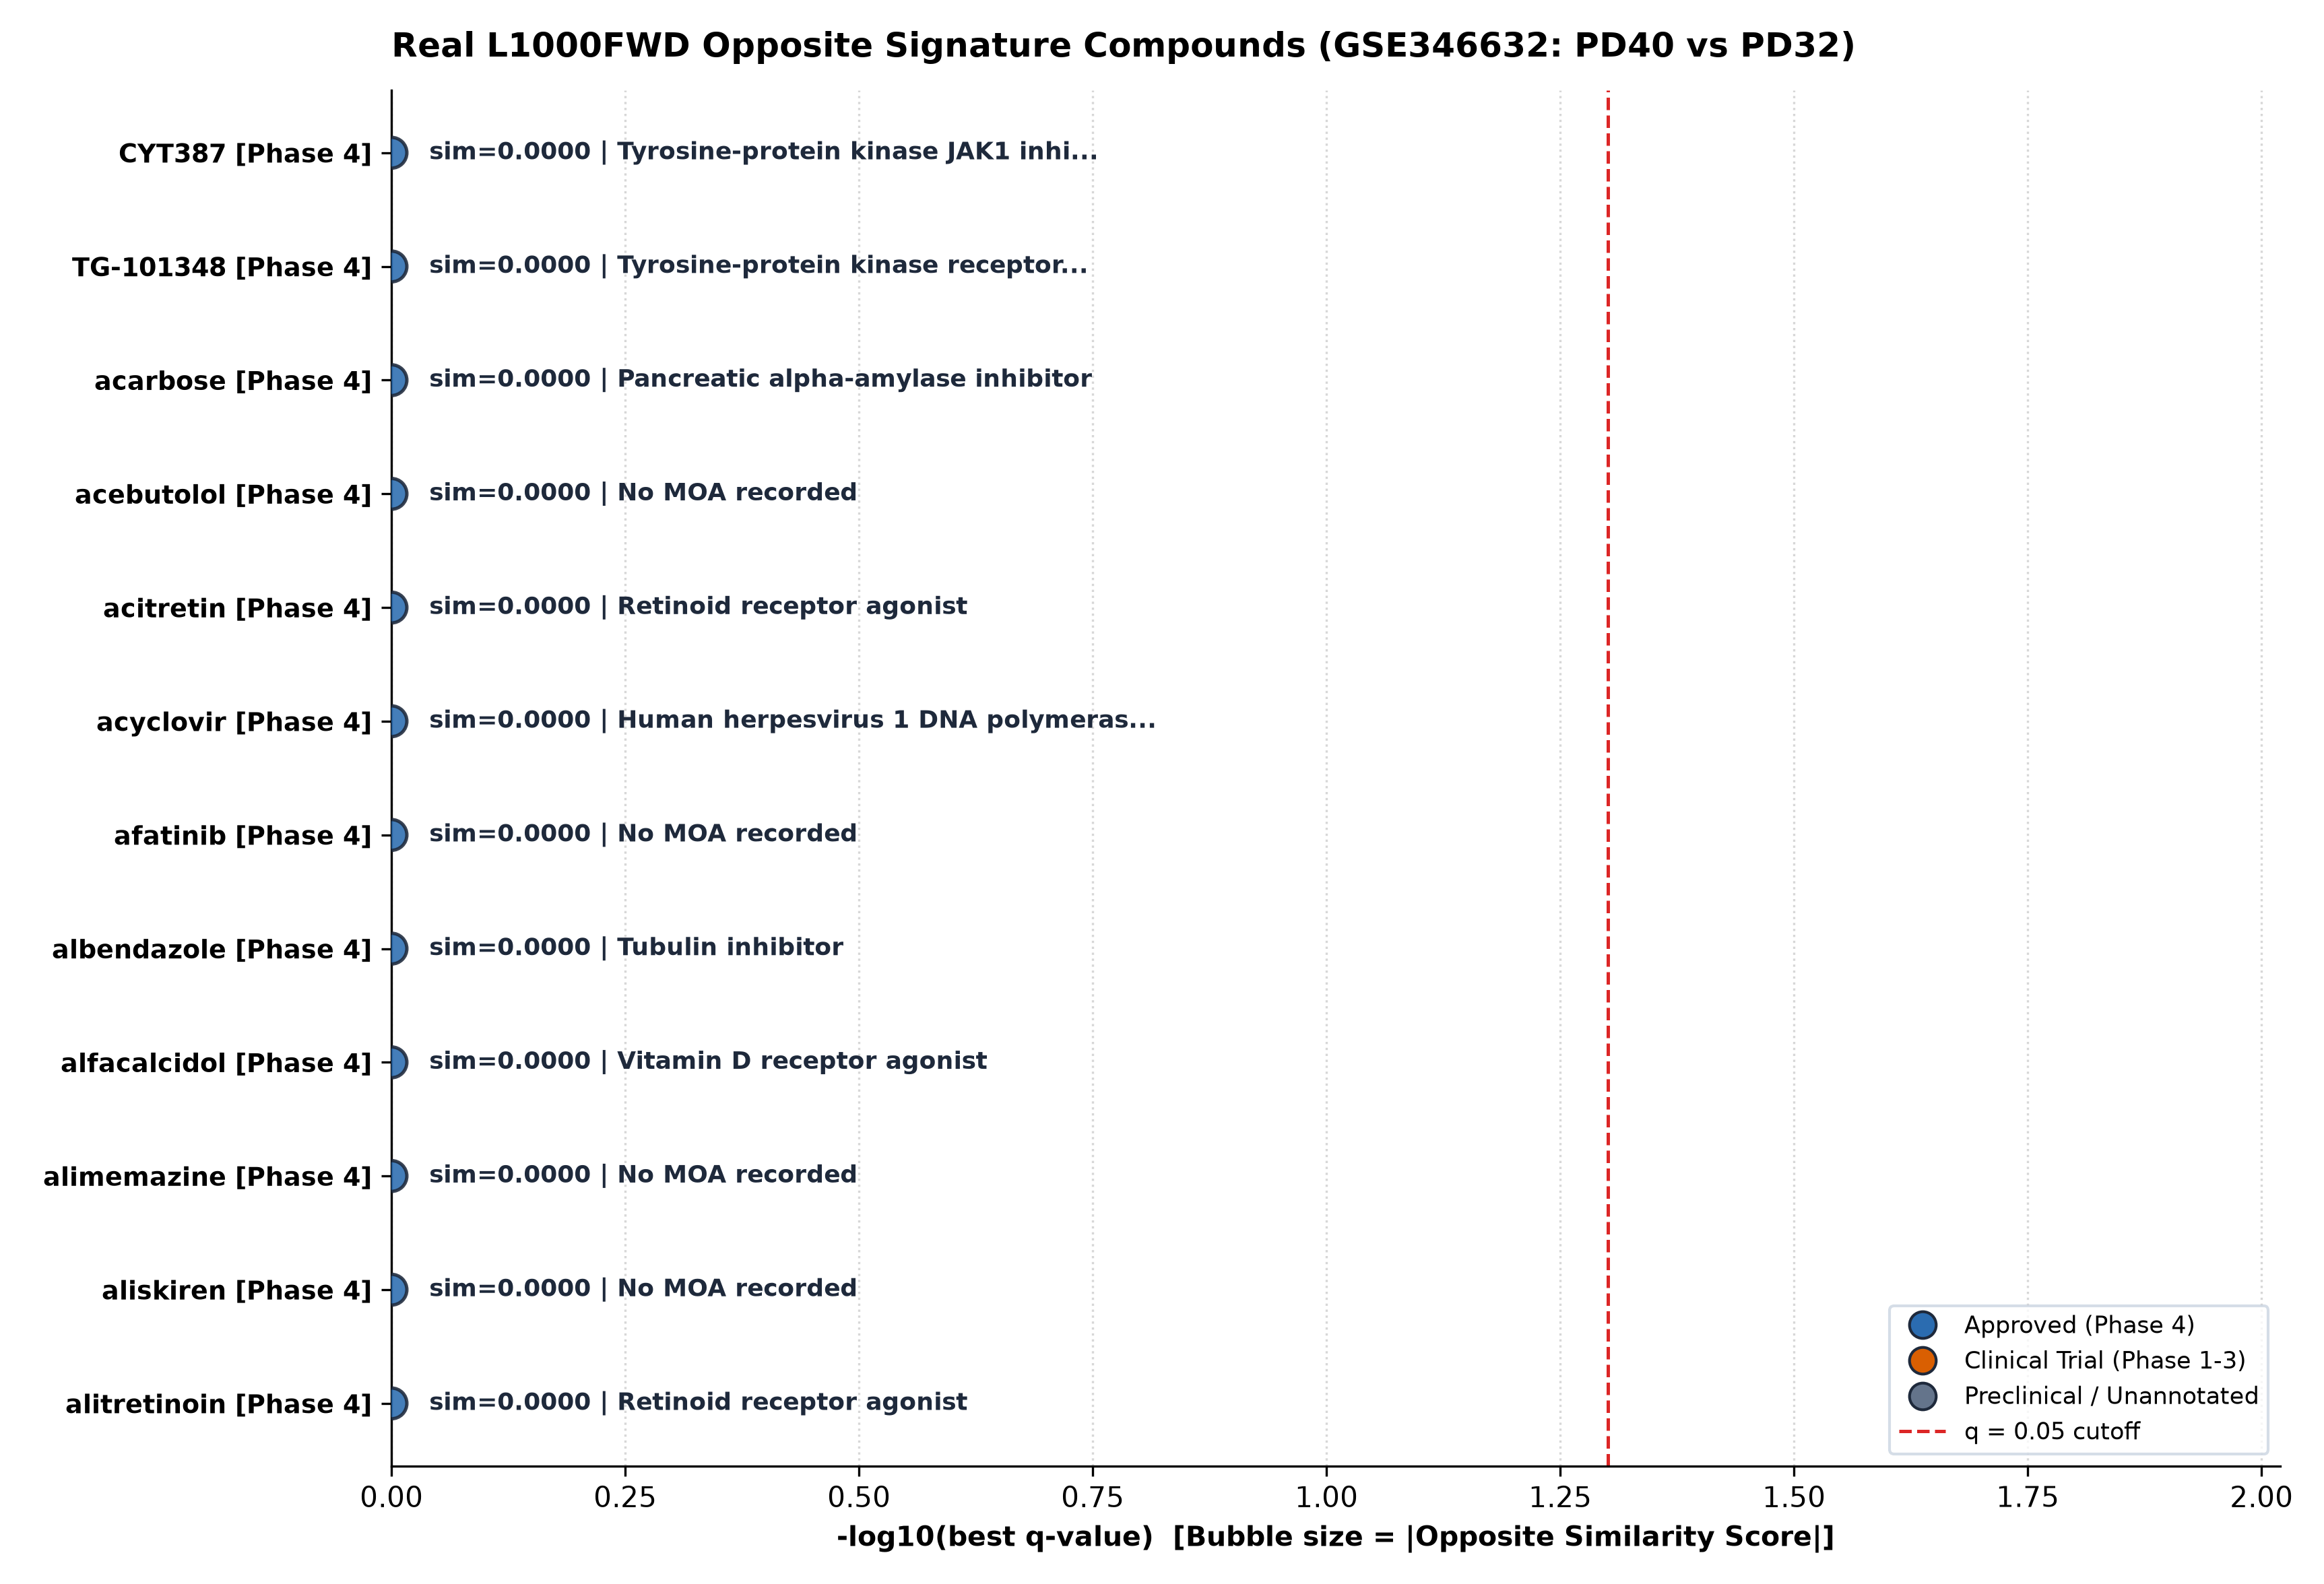 Real L1000FWD Opposite Signature Compounds (GSE346632: PD40 vs PD32)
CYT387 [Phase 4] sim=0.0000 | Tyrosine-protein kinase JAK1 inhi...
TG-101348 [Phase 4] sim=0.0000 | Tyrosine-protein kinase receptor...
acarbose [Phase 4] sim=0.0000 | Pancreatic alpha-amylase inhibitor
acebutolol [Phase 4] sim=0.0000 | No MOA recorded
acitretin [Phase 4] sim=0.0000 | Retinoid receptor agonist
acyclovir [Phase 4] sim=0.0000 | Human herpesvirus 1 DNA polymeras...
afatinib [Phase 4] sim=0.0000 | No MOA recorded
albendazole [Phase 4] sim=0.0000 | Tubulin inhibitor
alfacalcidol [Phase 4] sim=0.0000 | Vitamin D receptor agonist
alimemazine [Phase 4] sim=0.0000 | No MOA recorded
aliskiren [Phase 4] sim=0.0000 | No MOA recorded
alitretinoin [Phase 4] sim=0.0000 | Retinoid receptor agonist
Approved (Phase 4)
Clinical Trial (Phase 1-3)
Preclinical / Unannotated
q = 0.05 cutoff
0.00 0.25 0.50 0.75 1.00 1.25 1.50 1.75 2.00
-log10(best q-value) [Bubble size = |Opposite Similarity Score|]